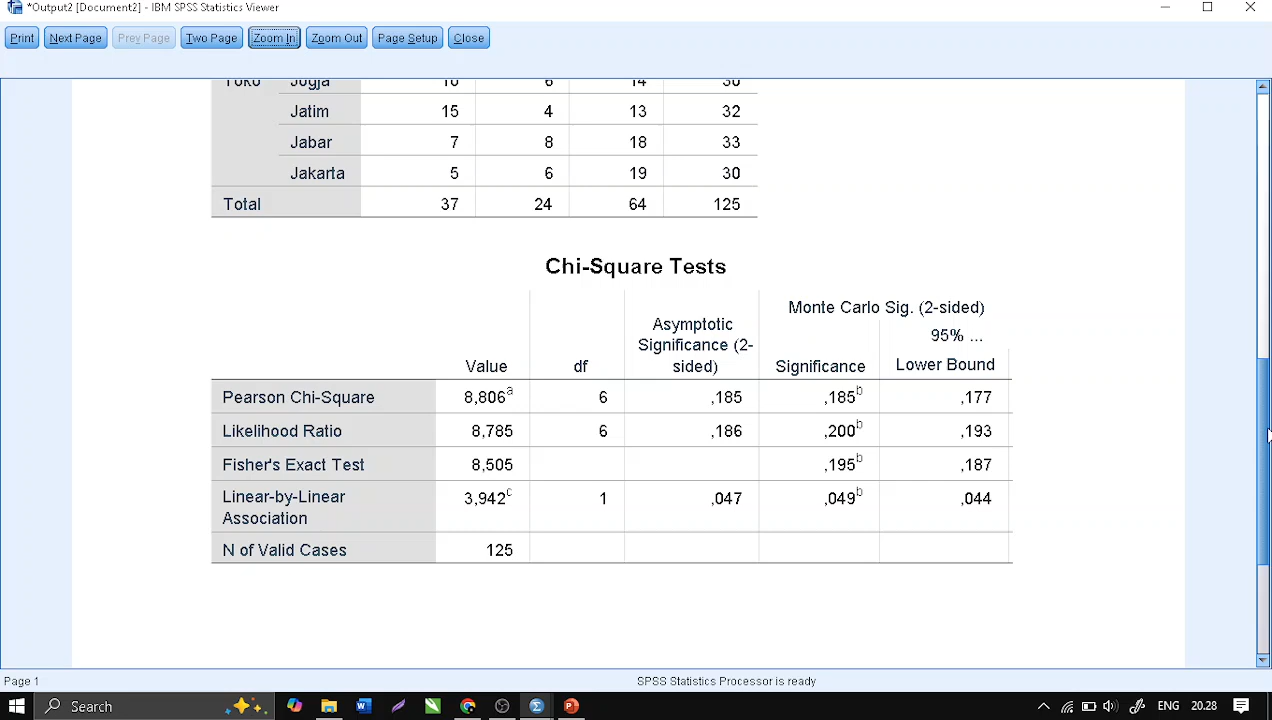 *Output2 [Document2] - IBM SPSS Statistics Viewer
Print Next Page Prev Page Two Page Zoom In Zoom Out Page Setup Close
Toko Jogja 10 6 14 30
Jatim 15 4 13 32
Jabar 7 8 18 33
Jakarta 5 6 19 30
Total 37 24 64 125
Chi-Square Tests
Monte Carlo Sig. (2-sided)
Asymptotic
Significance (2-
sided)
95% ...
Value df Significance Lower Bound
Pearson Chi-Square 8,806a 6 ,185 ,185b ,177
Likelihood Ratio 8,785 6 ,186 ,200b ,193
Fisher's Exact Test 8,505 ,195b ,187
Linear-by-Linear
Association 3,942c 1 ,047 ,049b ,044
N of Valid Cases 125
Page 1 SPSS Statistics Processor is ready
Search ENG 20.28